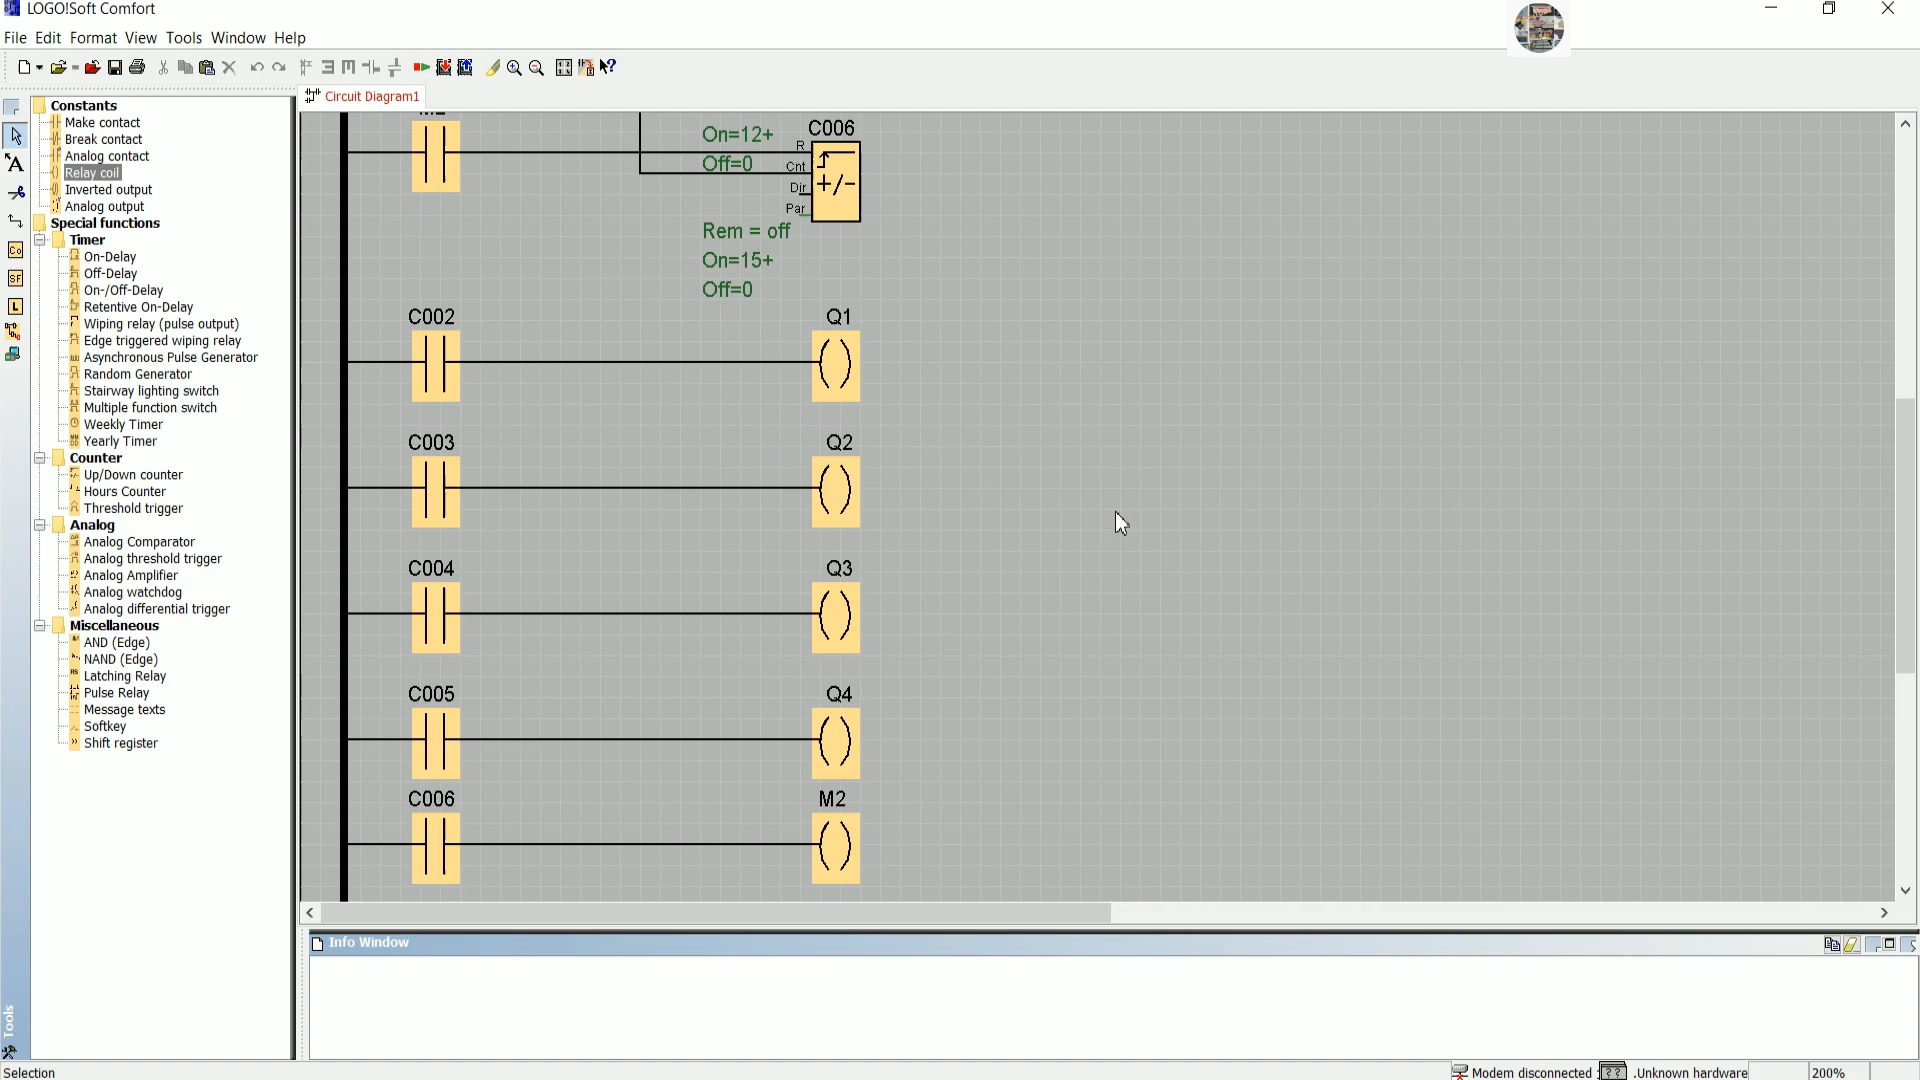 LOGO!Soft Comfort
File Edit Format View Tools Window Help
Circuit Diagram1
Constants
Make contact
Break contact
Analog contact
Relay coil
Inverted output
Analog output
Special functions
Timer
On-Delay
Off-Delay
On-/Off-Delay
Retentive On-Delay
Wiping relay (pulse output)
Edge triggered wiping relay
Asynchronous Pulse Generator
Random Generator
Stairway lighting switch
Multiple function switch
Weekly Timer
Yearly Timer
Counter
Up/Down counter
Hours Counter
Threshold trigger
Analog
Analog Comparator
Analog threshold trigger
Analog Amplifier
Analog watchdog
Analog differential trigger
Miscellaneous
AND (Edge)
NAND (Edge)
Latching Relay
Pulse Relay
Message texts
Softkey
Shift register
A
Co
SF
L
Tools
On=12+
Off=0
C006
R
Cnt
Dir
Par
+/-
Rem = off
On=15+
Off=0
C002 Q1
C003 Q2
C004 Q3
C005 Q4
C006 M2
Info Window
Selection
Modem disconnected
??
.Unknown hardware
200%